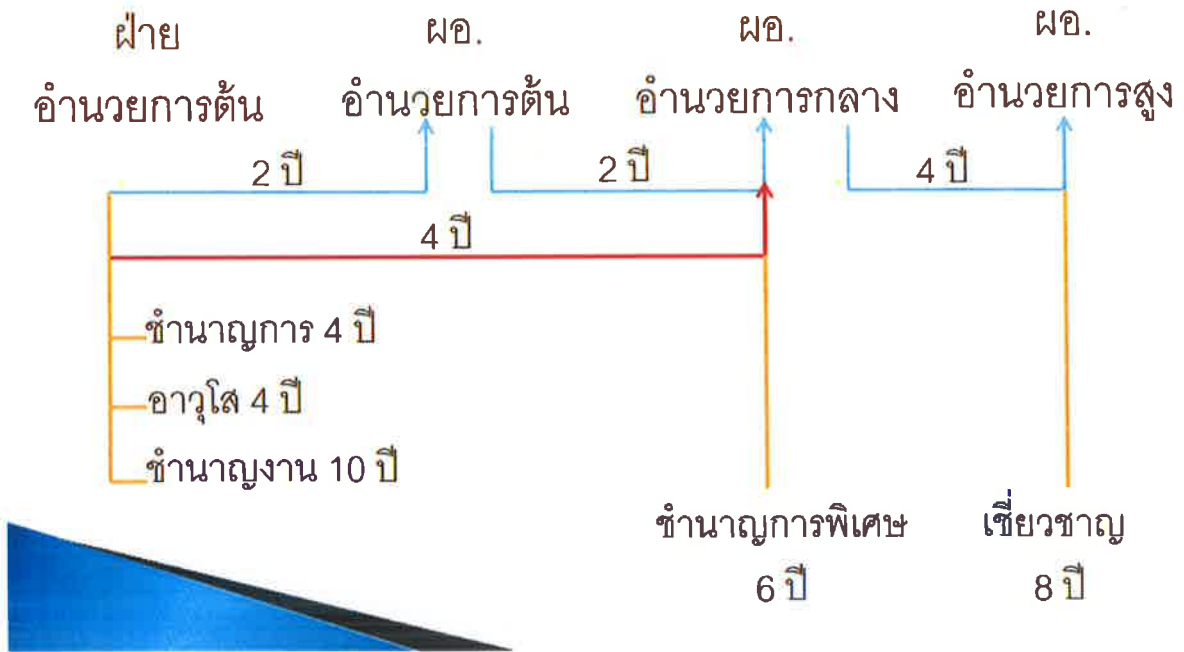 ฝ่าย
อำนวยการต้น
ผอ.
อำนวยการต้น
ผอ.
อำนวยการกลาง
ผอ.
อำนวยการสูง
2 ปี
2 ปี
4 ปี
4 ปี
ชำนาญการ 4 ปี
อาวุโส 4 ปี
ชำนาญงาน 10 ปี
ชำนาญการพิเศษ
6 ปี
เชี่ยวชาญ
8 ปี